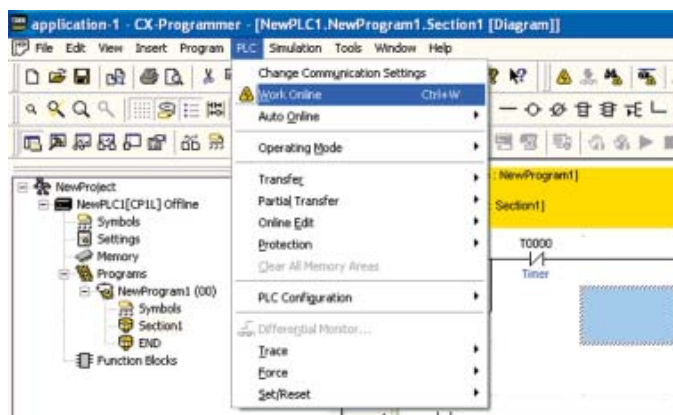 application-1 - CX-Programmer - [NewPLC1.NewProgram1.Section1 [Diagram]]
File Edit View Insert Program PLC Simulation Tools Window Help
Change Communication Settings
Work Online Ctrl+W
Auto Online
Operating Mode
Transfer
Partial Transfer
Online Edit
Protection
Clear All Memory Areas
PLC Configuration
Differential Monitor...
Trace
Force
Set/Reset
NewProject
NewPLC1[CP1L] Offline
Symbols
Settings
Memory
Programs
NewProgram1 (00)
Symbols
Section1
END
Function Blocks
: NewProgram1]
Section1]
T0000
Timer